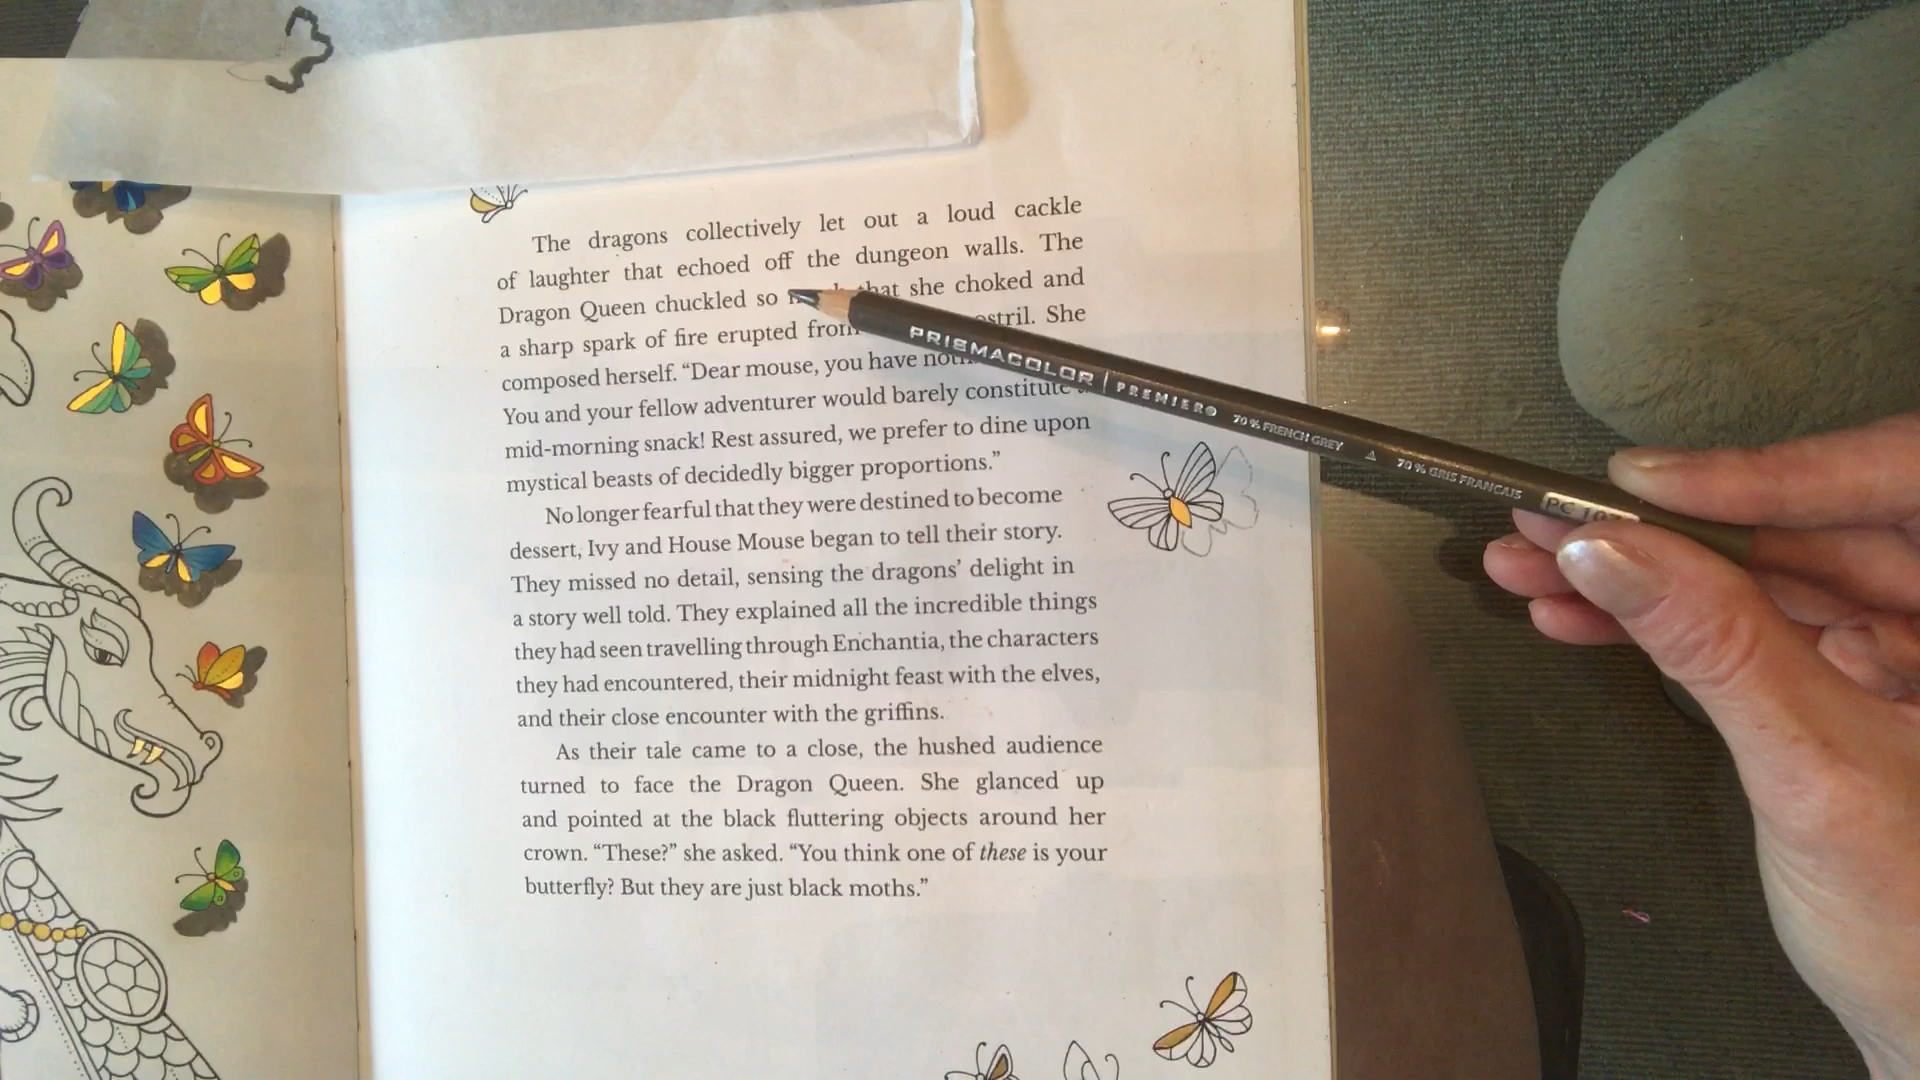 The dragons collectively let out a loud cackle
of laughter that echoed off the dungeon walls. The
Dragon Queen chuckled so that she choked and
a sharp spark of fire erupted from ostril. She
composed herself. “Dear mouse, you have
You and your fellow adventurer would barely constitute
mid-morning snack! Rest assured, we prefer to dine upon
mystical beasts of decidedly bigger proportions.”
No longer fearful that they were destined to become
dessert, Ivy and House Mouse began to tell their story.
They missed no detail, sensing the dragons’ delight in
a story well told. They explained all the incredible things
they had seen travelling through Enchantia, the characters
they had encountered, their midnight feast with the elves,
and their close encounter with the griffins.
As their tale came to a close, the hushed audience
turned to face the Dragon Queen. She glanced up
and pointed at the black fluttering objects around her
crown. “These?” she asked. “You think one of these is your
butterfly? But they are just black moths.”
PRISMACOLOR | PREMIER 70% FRENCH GREY 70% GRIS FRANCAIS PC